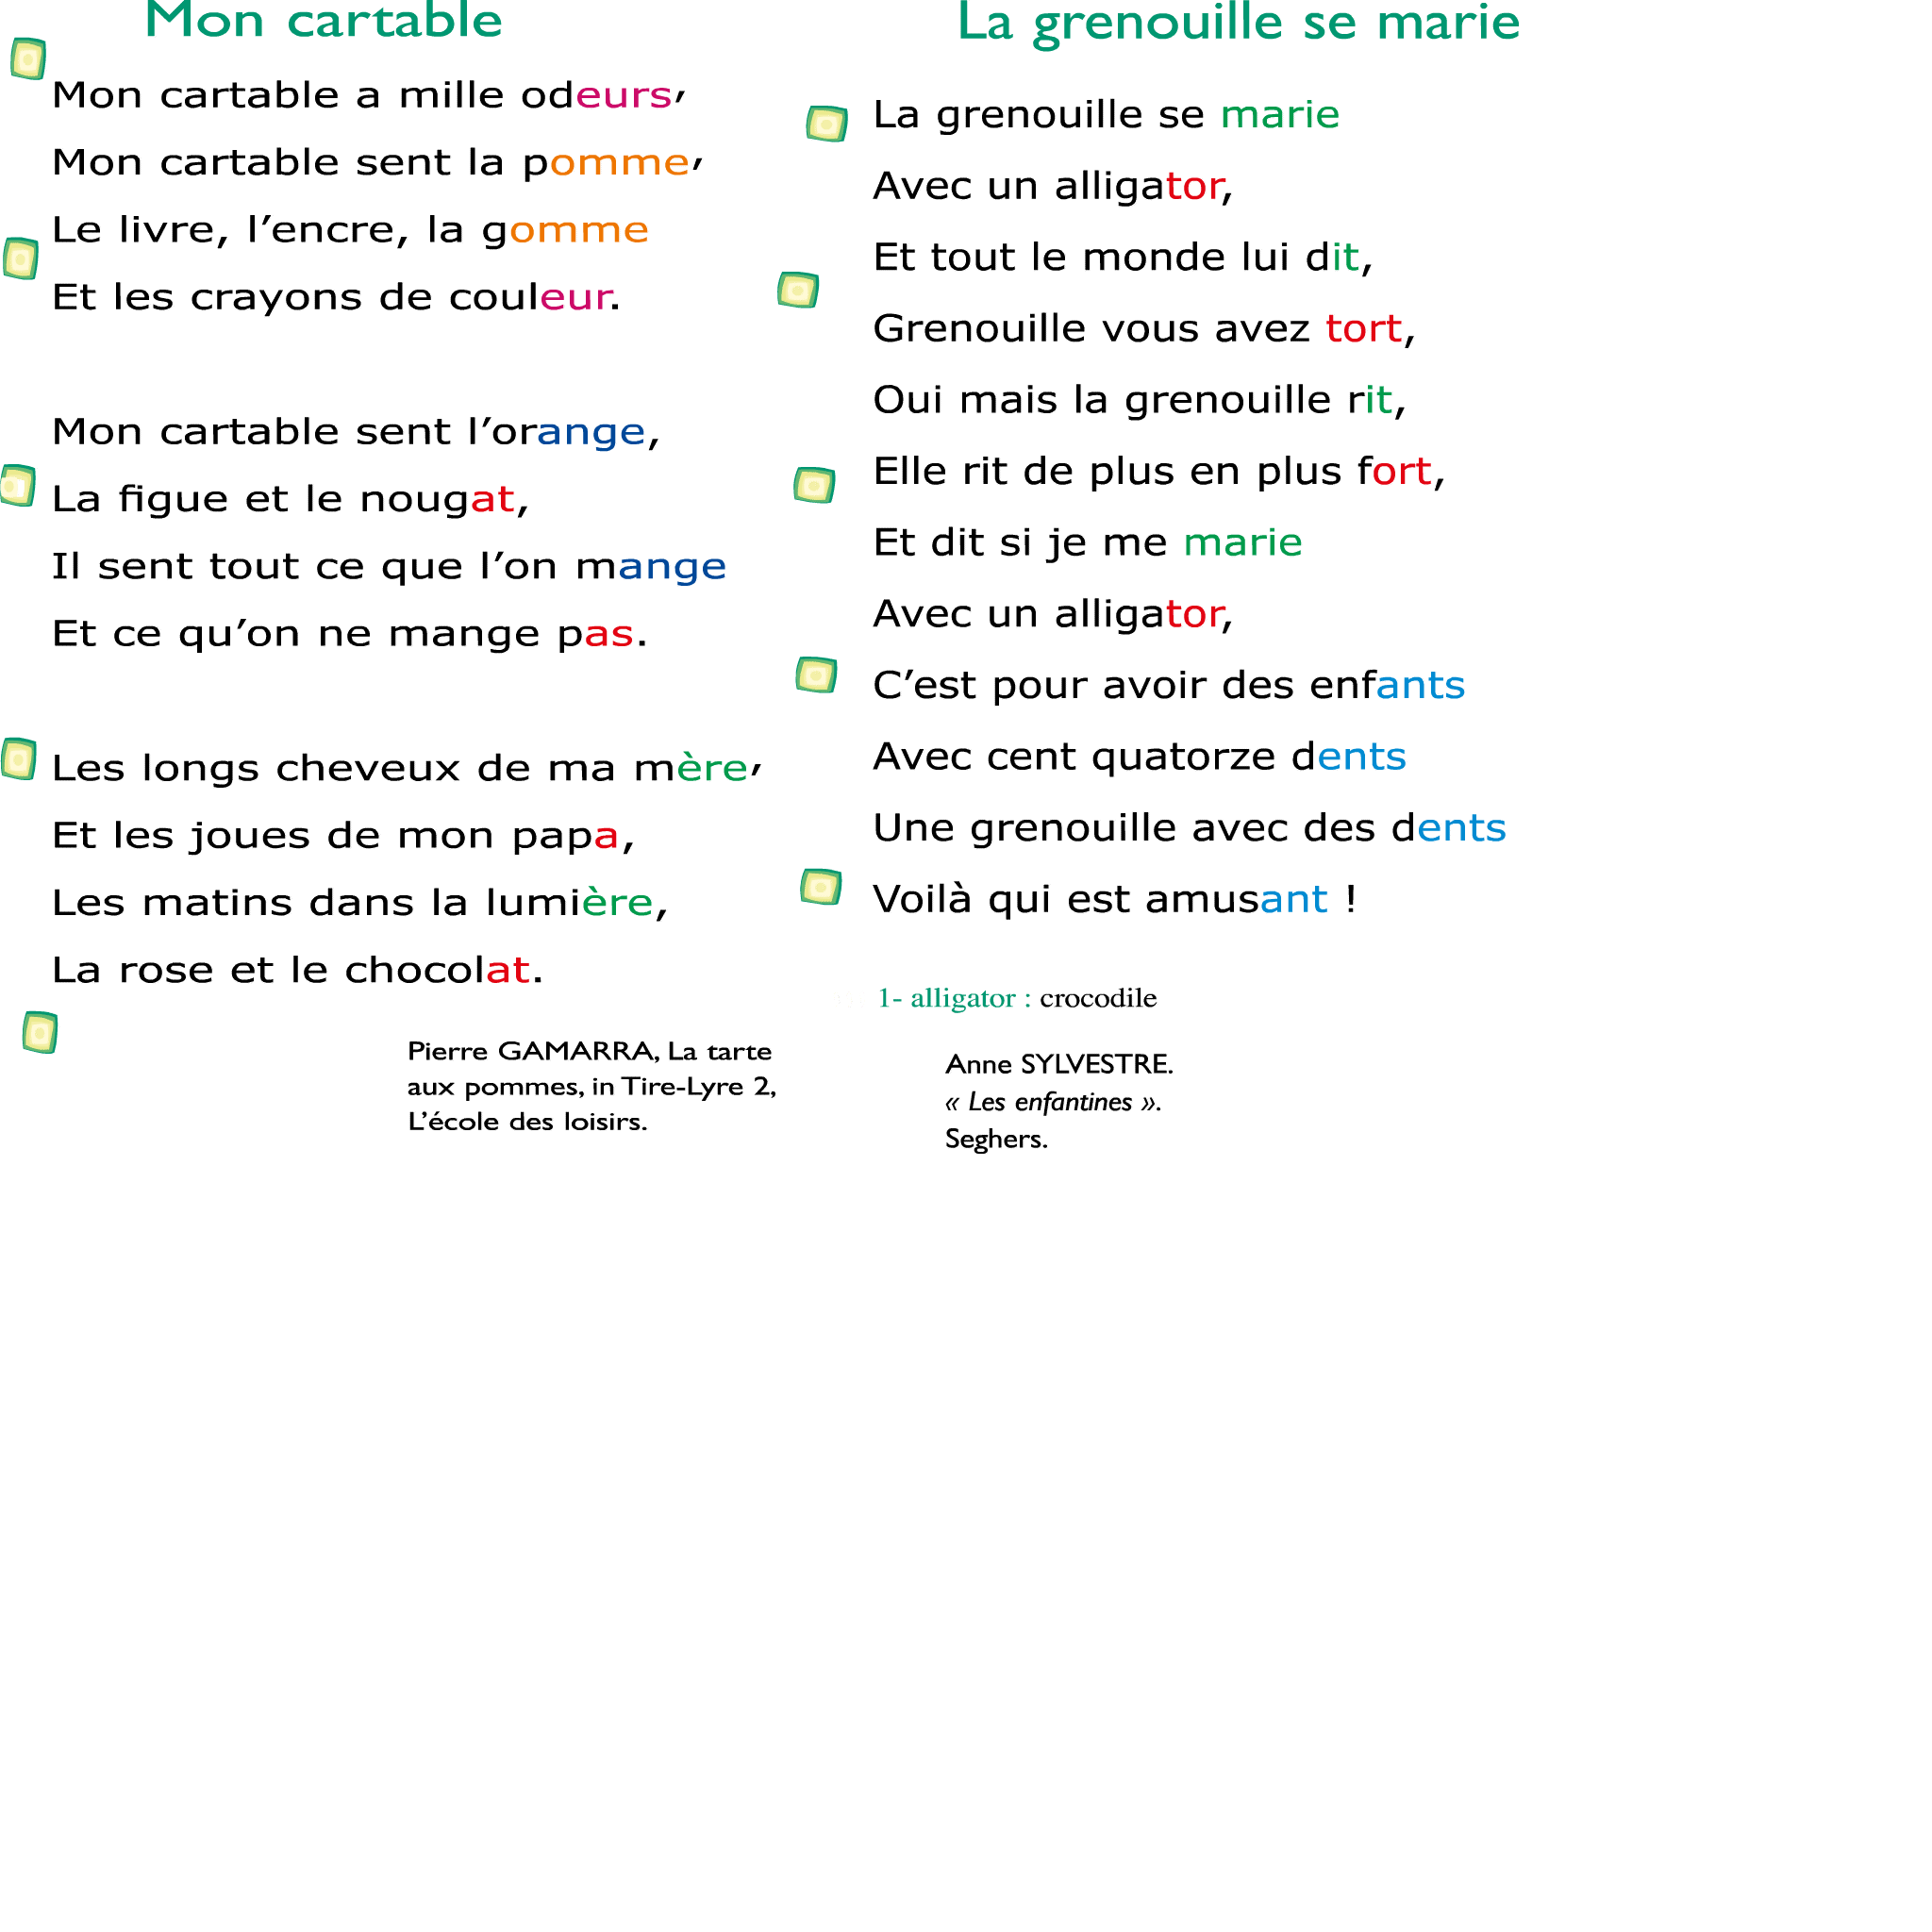 Mon cartable
Mon cartable a mille odeurs,
Mon cartable sent la pomme,
Le livre, l’encre, la gomme
Et les crayons de couleur.
Mon cartable sent l’orange,
La figue et le nougat,
Il sent tout ce que l’on mange
Et ce qu’on ne mange pas.
Les longs cheveux de ma mère,
Et les joues de mon papa,
Les matins dans la lumière,
La rose et le chocolat.
Pierre GAMARRA, La tarte
aux pommes, in Tire-Lyre 2,
L’école des loisirs.
La grenouille se marie
La grenouille se marie
Avec un alligator,
Et tout le monde lui dit,
Grenouille vous avez tort,
Oui mais la grenouille rit,
Elle rit de plus en plus fort,
Et dit si je me marie
Avec un alligator,
C’est pour avoir des enfants
Avec cent quatorze dents
Une grenouille avec des dents
Voilà qui est amusant !
1- alligator : crocodile
Anne SYLVESTRE.
« Les enfantines ».
Seghers.